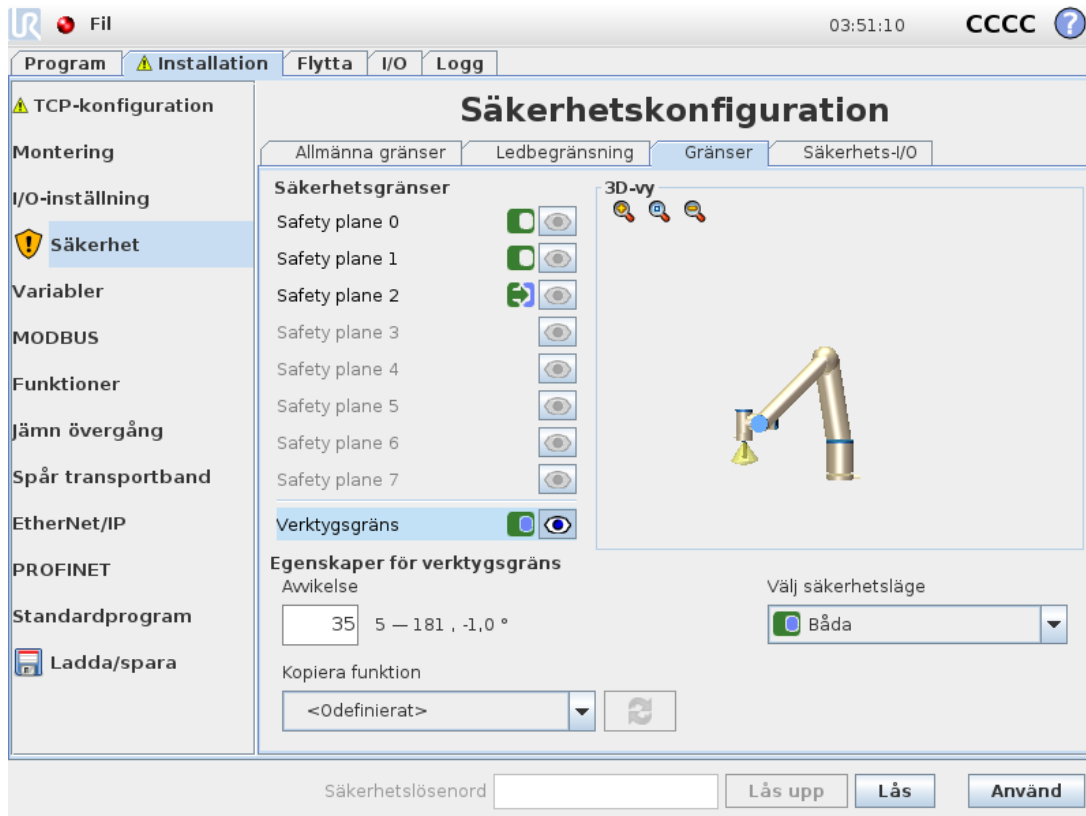 UR Fil 03:51:10 CCCC ?
Program Installation Flytta I/O Logg
TCP-konfiguration
Montering
I/O-inställning
Säkerhet
Variabler
MODBUS
Funktioner
Jämn övergång
Spår transportband
EtherNet/IP
PROFINET
Standardprogram
Ladda/spara
Säkerhetskonfiguration
Allmänna gränser Ledbegränsning Gränser Säkerhets-I/O
Säkerhetsgränser
Safety plane 0
Safety plane 1
Safety plane 2
Safety plane 3
Safety plane 4
Safety plane 5
Safety plane 6
Safety plane 7
Verktygsgräns
3D-vy
Egenskaper för verktygsgräns
Avvikelse
35 5 — 181 , -1,0 °
Välj säkerhetsläge
Båda
Kopiera funktion
<Odefinierat>
Säkerhetslösenord Lås upp Lås Använd